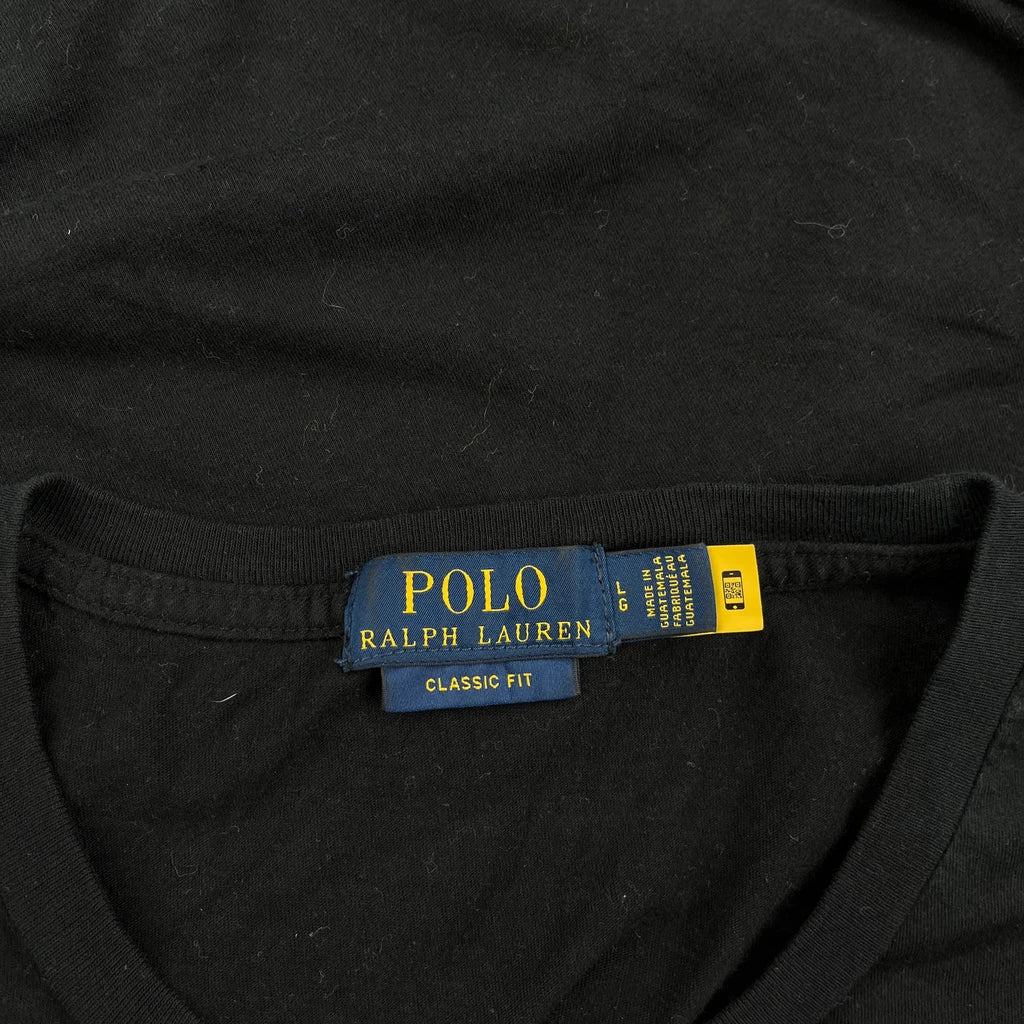 POLO
RALPH LAUREN
CLASSIC FIT
L
G
MADE IN
GUATEMALA
FABRIQUÉ AU
GUATEMALA